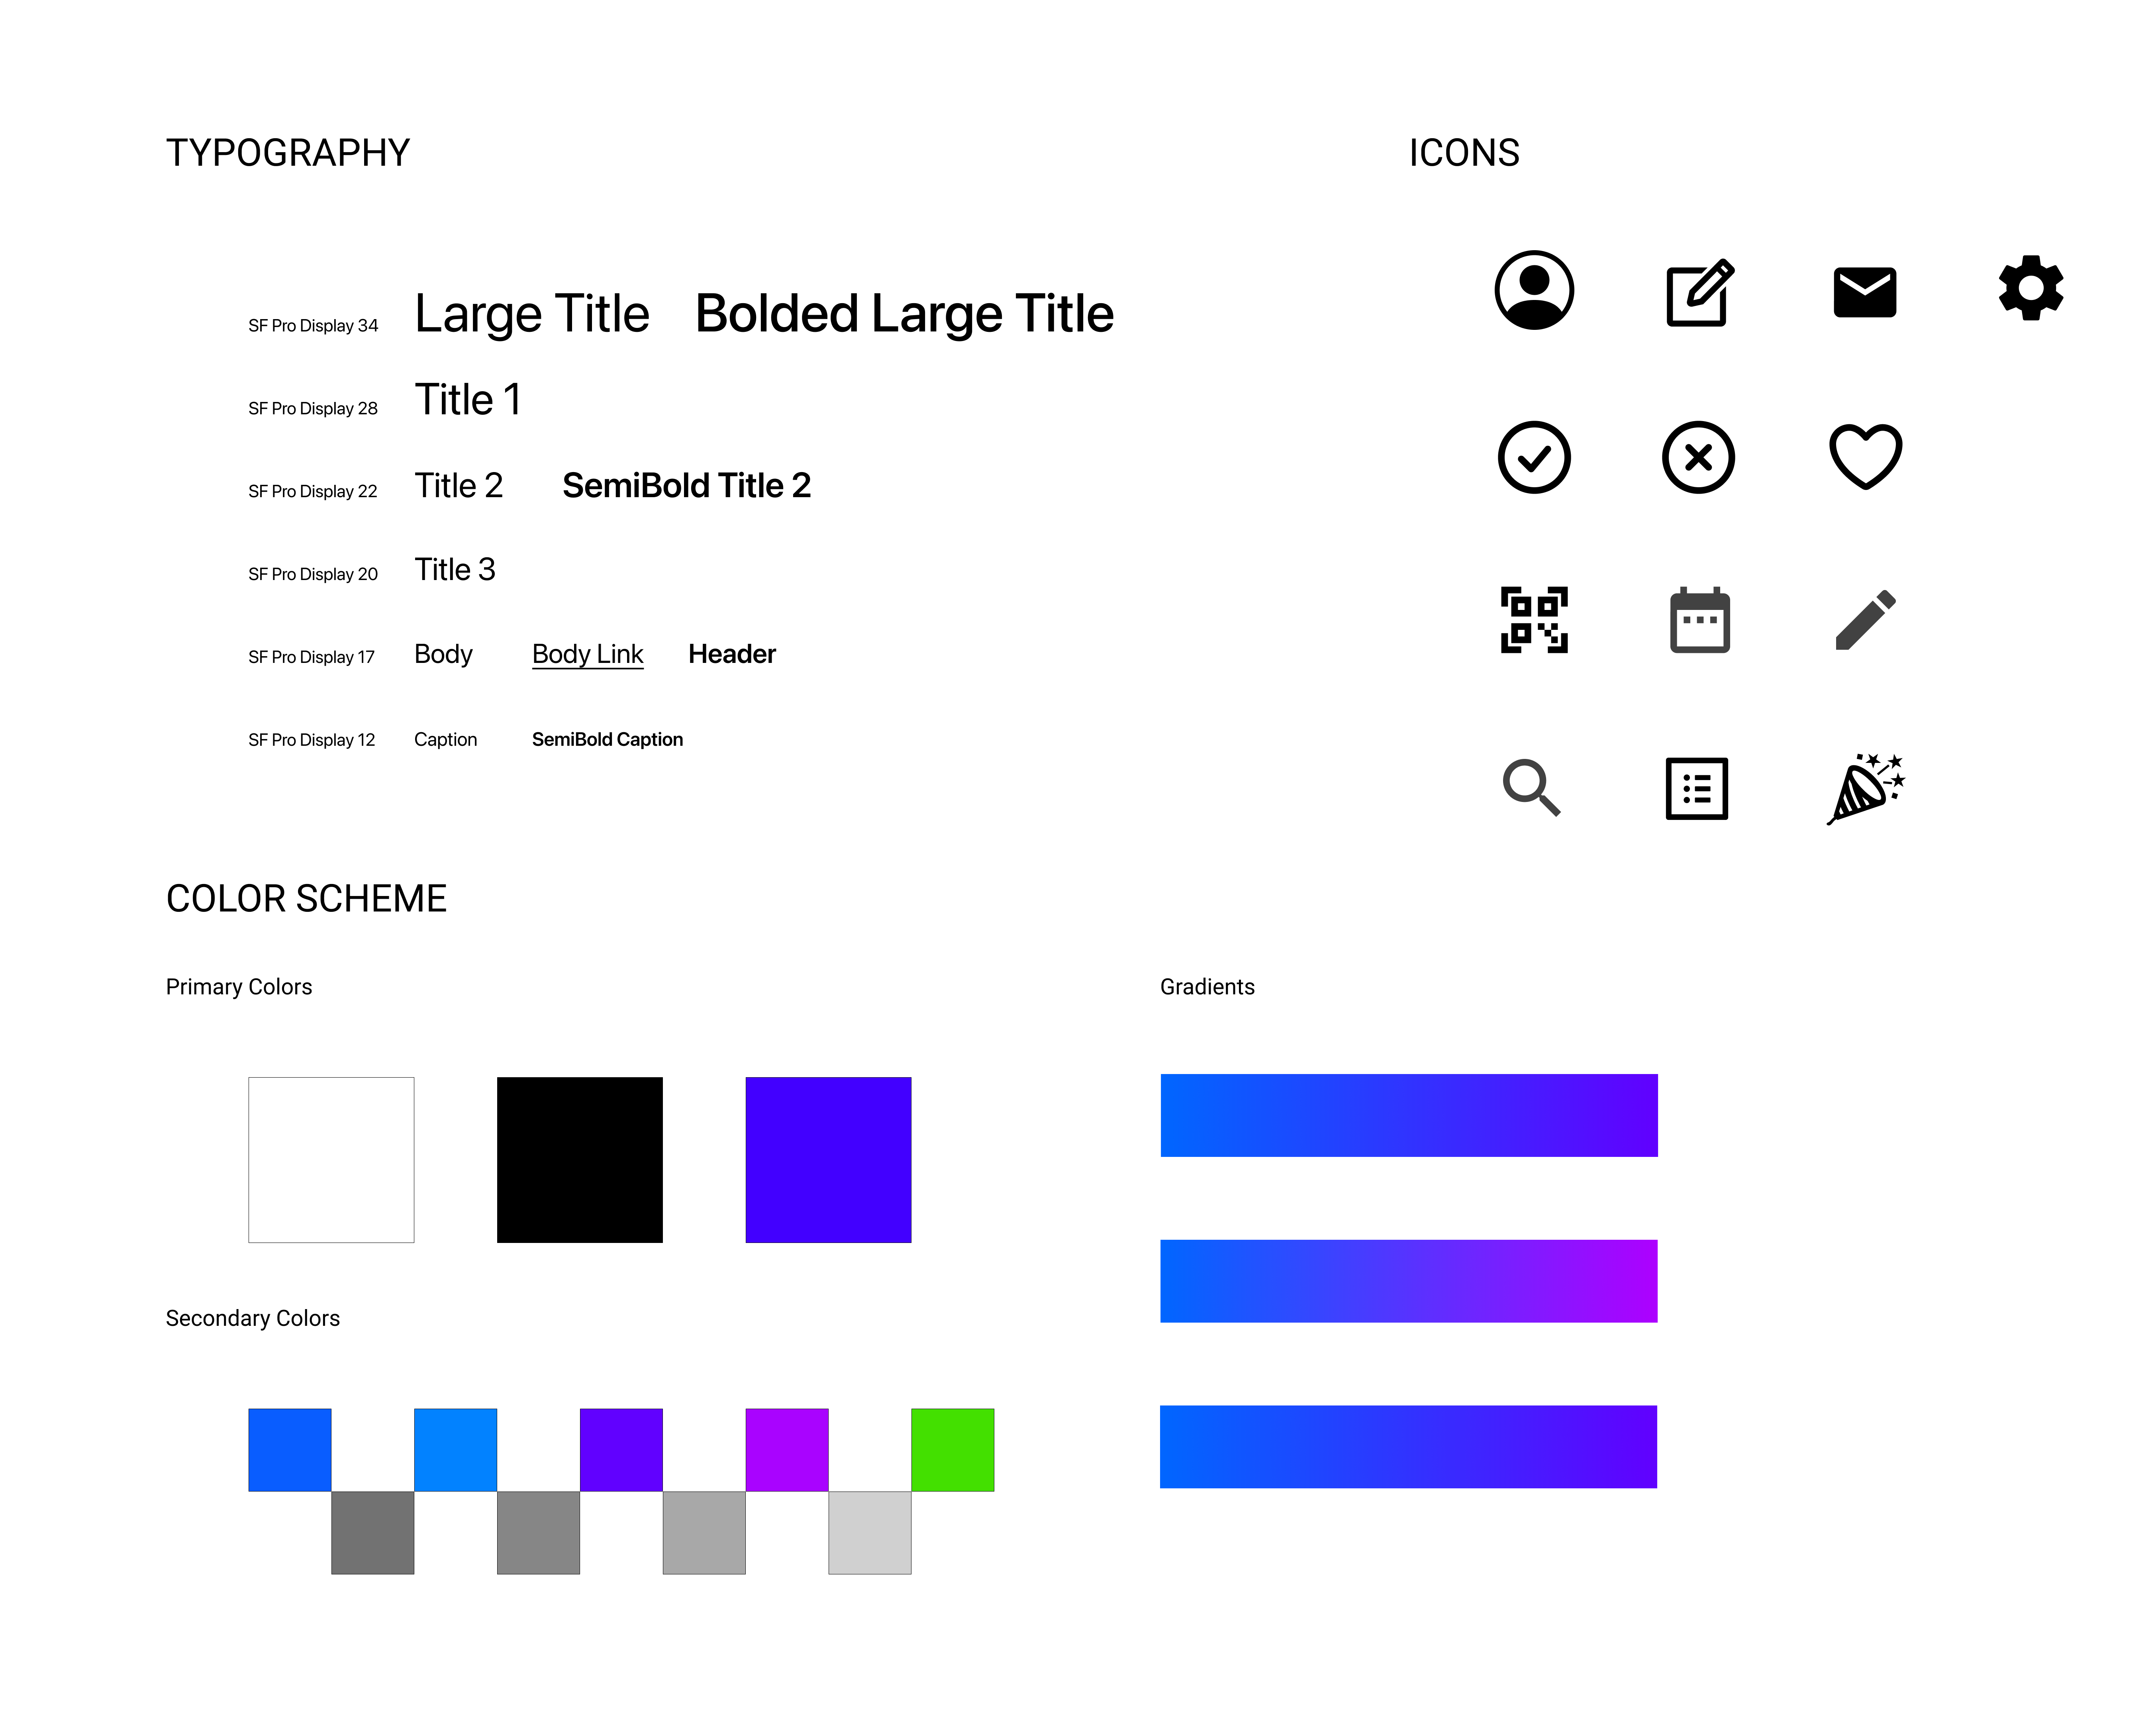 TYPOGRAPHY
ICONS
SF Pro Display 34 Large Title Bolded Large Title
SF Pro Display 28 Title 1
SF Pro Display 22 Title 2 SemiBold Title 2
SF Pro Display 20 Title 3
SF Pro Display 17 Body Body Link Header
SF Pro Display 12 Caption SemiBold Caption
COLOR SCHEME
Primary Colors
Gradients
Secondary Colors